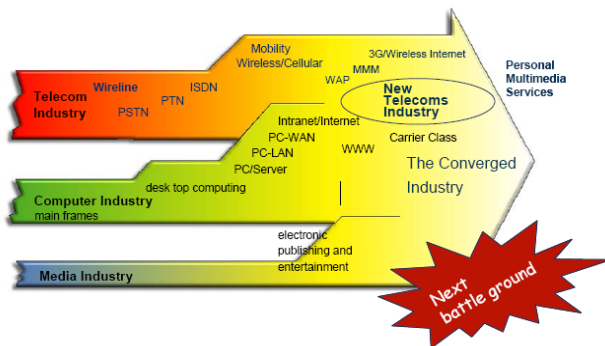 Mobility
Wireless/Cellular
3G/Wireless Internet
MMM
WAP
Personal
Multimedia
Services
Telecom
Industry
Wireline
ISDN
PTN
PSTN
New
Telecoms
Industry
Intranet/Internet
PC-WAN
PC-LAN
PC/Server
WWW
Carrier Class
The Converged
Industry
desk top computing
Computer Industry
main frames
electronic
publishing and
entertainment
Media Industry
Next
battle ground